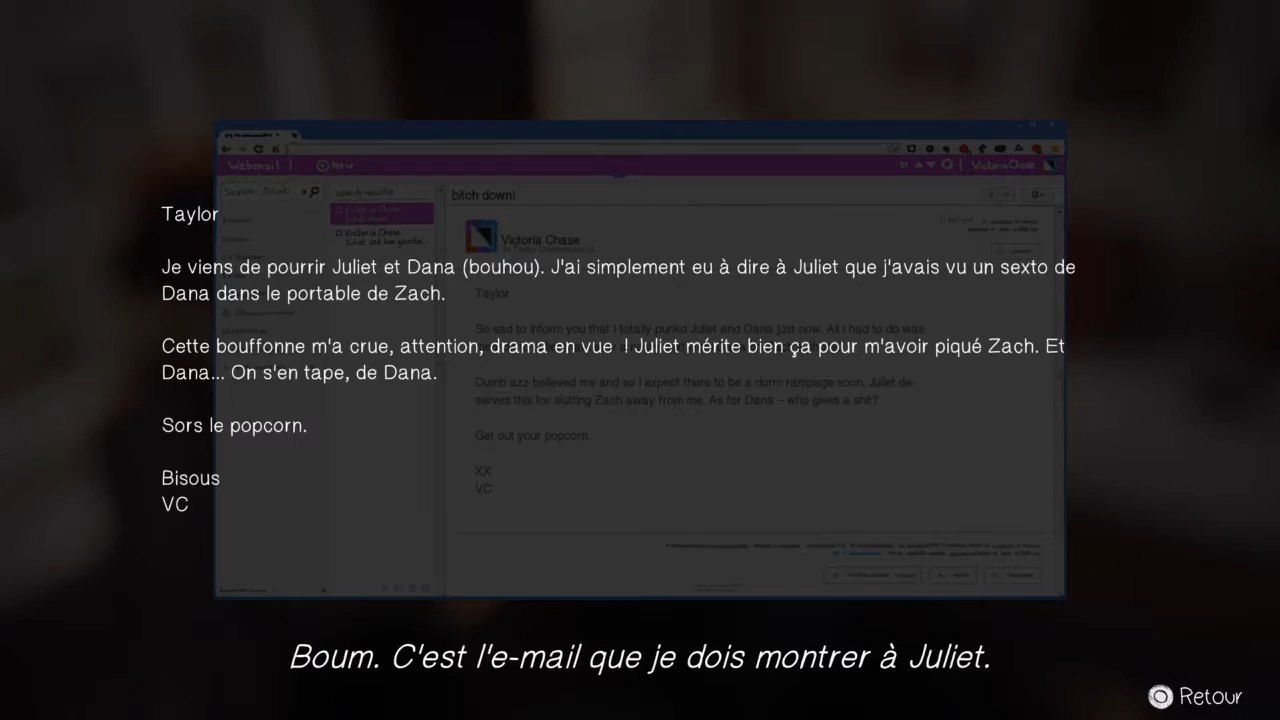 Webmail
New
Victoria Chase
search results
bitch down!
Victoria Chase
Victoria Chase
Victoria Chase
Taylor
Je viens de pourrir Juliet et Dana (bouhou). J'ai simplement eu à dire à Juliet que j'avais vu un sexto de
Dana dans le portable de Zach.
Cette bouffonne m'a crue, attention, drama en vue ! Juliet mérite bien ça pour m'avoir piqué Zach. Et
Dana... On s'en tape, de Dana.
Sors le popcorn.
Bisous
VC
Taylor
So sad to inform you that I totally punkd Juliet and Dana just now. All I had to do was
Dumb azz believed me and so I expect there to be a dorm rampage soon. Juliet de-
serves this for slutting Zach away from me. As for Dana – who gives a shit?
Get out your popcorn.
XX
VC
Boum. C'est l'e-mail que je dois montrer à Juliet.
Retour